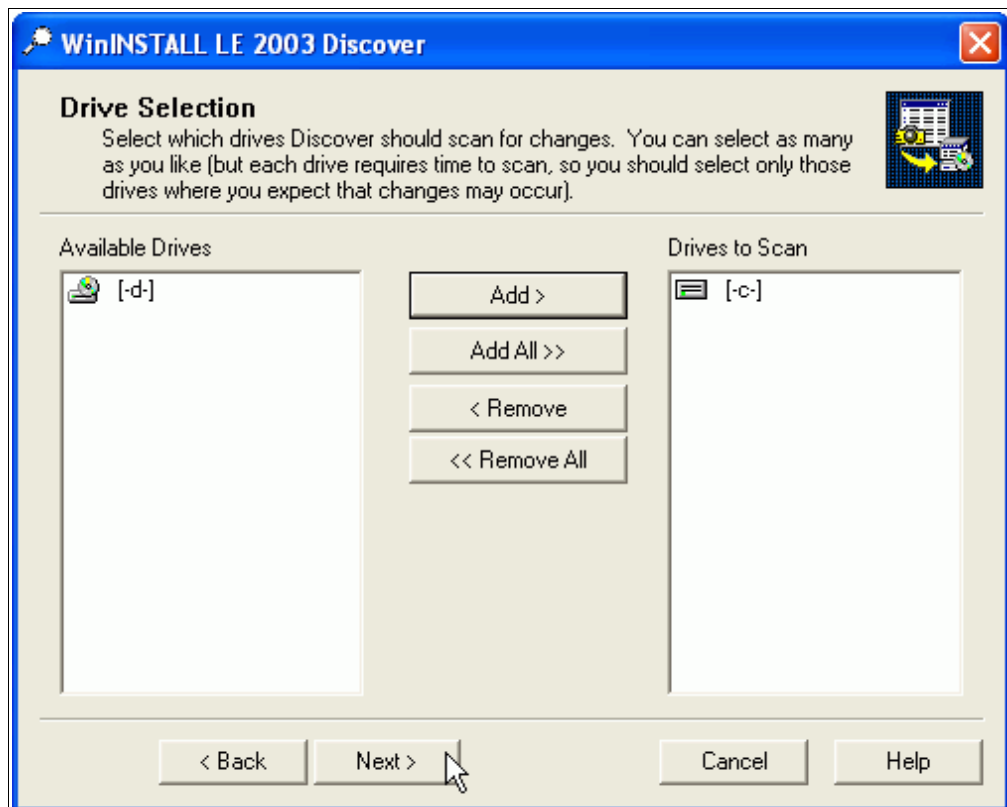 WinINSTALL LE 2003 Discover
Drive Selection
Select which drives Discover should scan for changes.  You can select as many
as you like (but each drive requires time to scan, so you should select only those
drives where you expect that changes may occur).
Available Drives
Drives to Scan
[-d-]
Add >
[-c-]
Add All >>
< Remove
<< Remove All
< Back
Next >
Cancel
Help